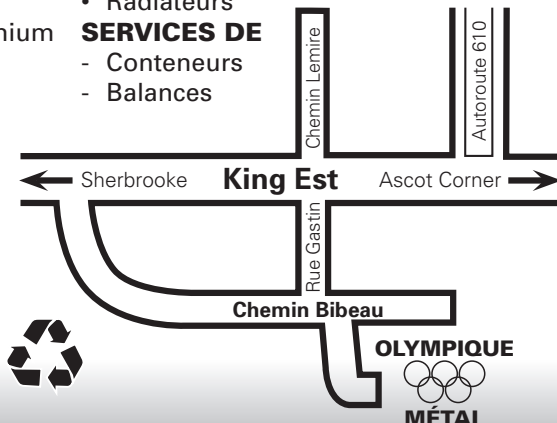 • Radiateurs
SERVICES DE
- Conteneurs
- Balances
Chemin Lemire
Autoroute 610
Sherbrooke
King Est
Ascot Corner
Rue Gastin
Chemin Bibeau
OLYMPIQUE
MÉTAL